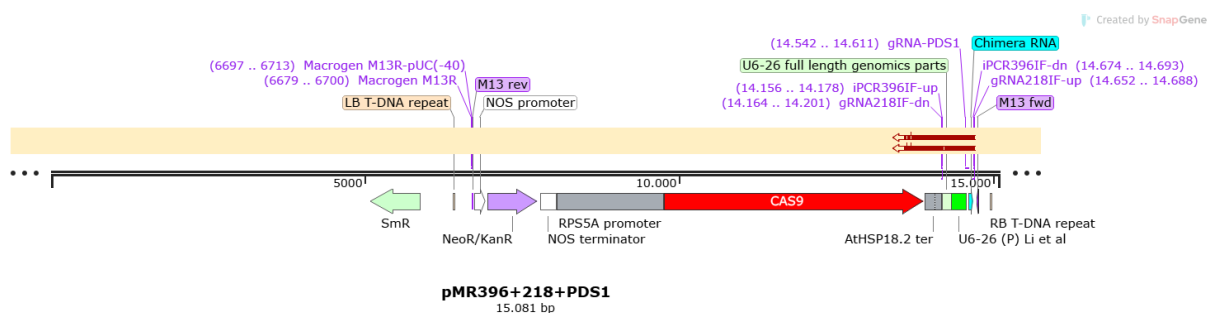 Created by SnapGene
(14.542 .. 14.611) gRNA-PDS1
Chimera RNA
(6697 .. 6713) Macrogen M13R-pUC(-40)
U6-26 full length genomics parts
iPCR396IF-dn (14.674 .. 14.693)
(6679 .. 6700) Macrogen M13R
M13 rev
(14.156 .. 14.178) iPCR396IF-up
gRNA218IF-up (14.652 .. 14.688)
LB T-DNA repeat
NOS promoter
(14.164 .. 14.201) gRNA218IF-dn
M13 fwd
5000
10.000
15.000
CAS9
SmR
RPS5A promoter
RB T-DNA repeat
NeoR/KanR
NOS terminator
AtHSP18.2 ter
U6-26 (P) Li et al
pMR396+218+PDS1
15.081 bp